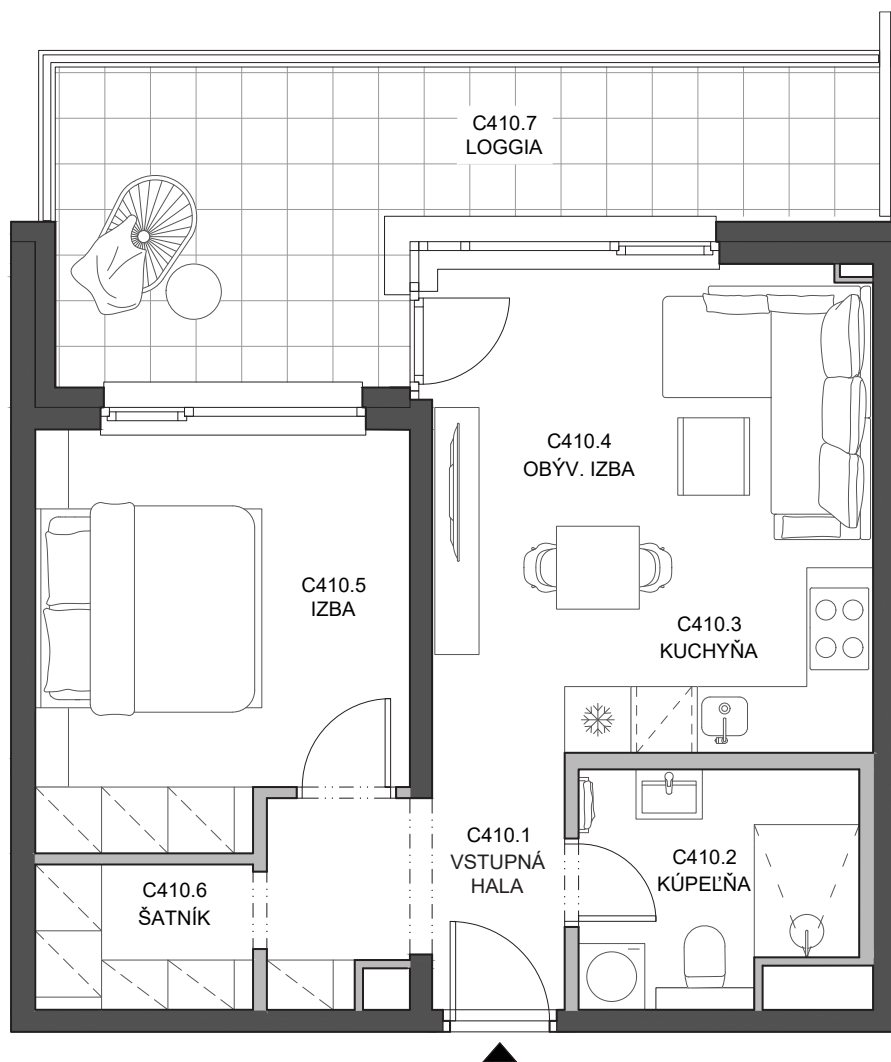 C410.7
LOGGIA
C410.4
OBÝV. IZBA
C410.5
IZBA
C410.3
KUCHYŇA
C410.1
VSTUPNÁ
HALA
C410.2
KÚPEĽŇA
C410.6
ŠATNÍK